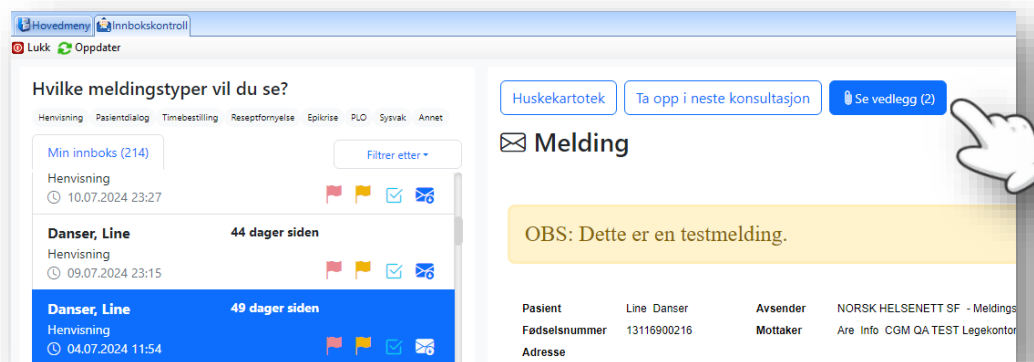 Hovedmeny Innbokskontroll
Lukk Oppdater
Hvilke meldingstyper vil du se?
Henvisning Pasientdialog Timebestilling Reseptfornyelse Epikrise PLO Sysvak Annet
Min innboks (214) Filtrer etter
Henvisning
10.07.2024 23:27
Danser, Line 44 dager siden
Henvisning
09.07.2024 23:15
Danser, Line 49 dager siden
Henvisning
04.07.2024 11:54
Huskekartotek Ta opp i neste konsultasjon Se vedlegg (2)
Melding
OBS: Dette er en testmelding.
Pasient Line Danser Avsender NORSK HELSENETT SF - Meldings
Fødselsnummer 13116900216 Mottaker Are Info CGM QA TEST Legekontor
Adresse